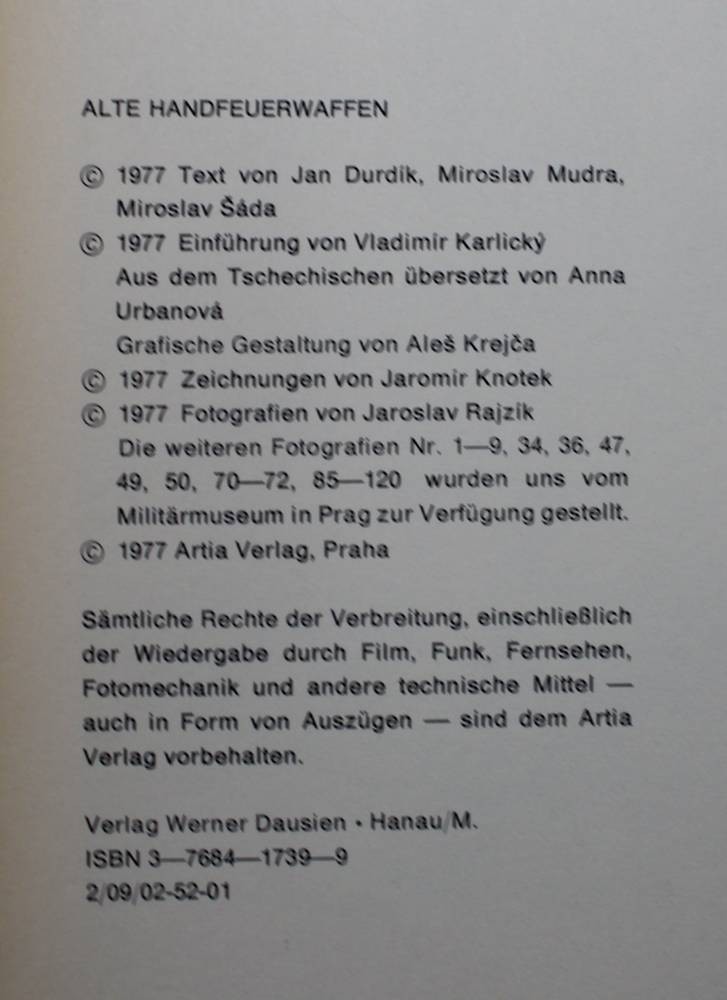 ALTE HANDFEUERWAFFEN
© 1977 Text von Jan Durdik, Miroslav Mudra,
Miroslav Šáda
© 1977 Einführung von Vladimír Karlický
Aus dem Tschechischen übersetzt von Anna
Urbanová
Grafische Gestaltung von Aleš Krejča
© 1977 Zeichnungen von Jaromír Knotek
© 1977 Fotografien von Jaroslav Rajzík
Die weiteren Fotografien Nr. 1—9, 34, 36, 47,
49, 50, 70—72, 85—120 wurden uns vom
Militärmuseum in Prag zur Verfügung gestellt.
© 1977 Artia Verlag, Praha
Sämtliche Rechte der Verbreitung, einschließlich
der Wiedergabe durch Film, Funk, Fernsehen,
Fotomechanik und andere technische Mittel —
auch in Form von Auszügen — sind dem Artia
Verlag vorbehalten.
Verlag Werner Dausien • Hanau/M.
ISBN 3—7684—1739—9
2/09/02-52-01